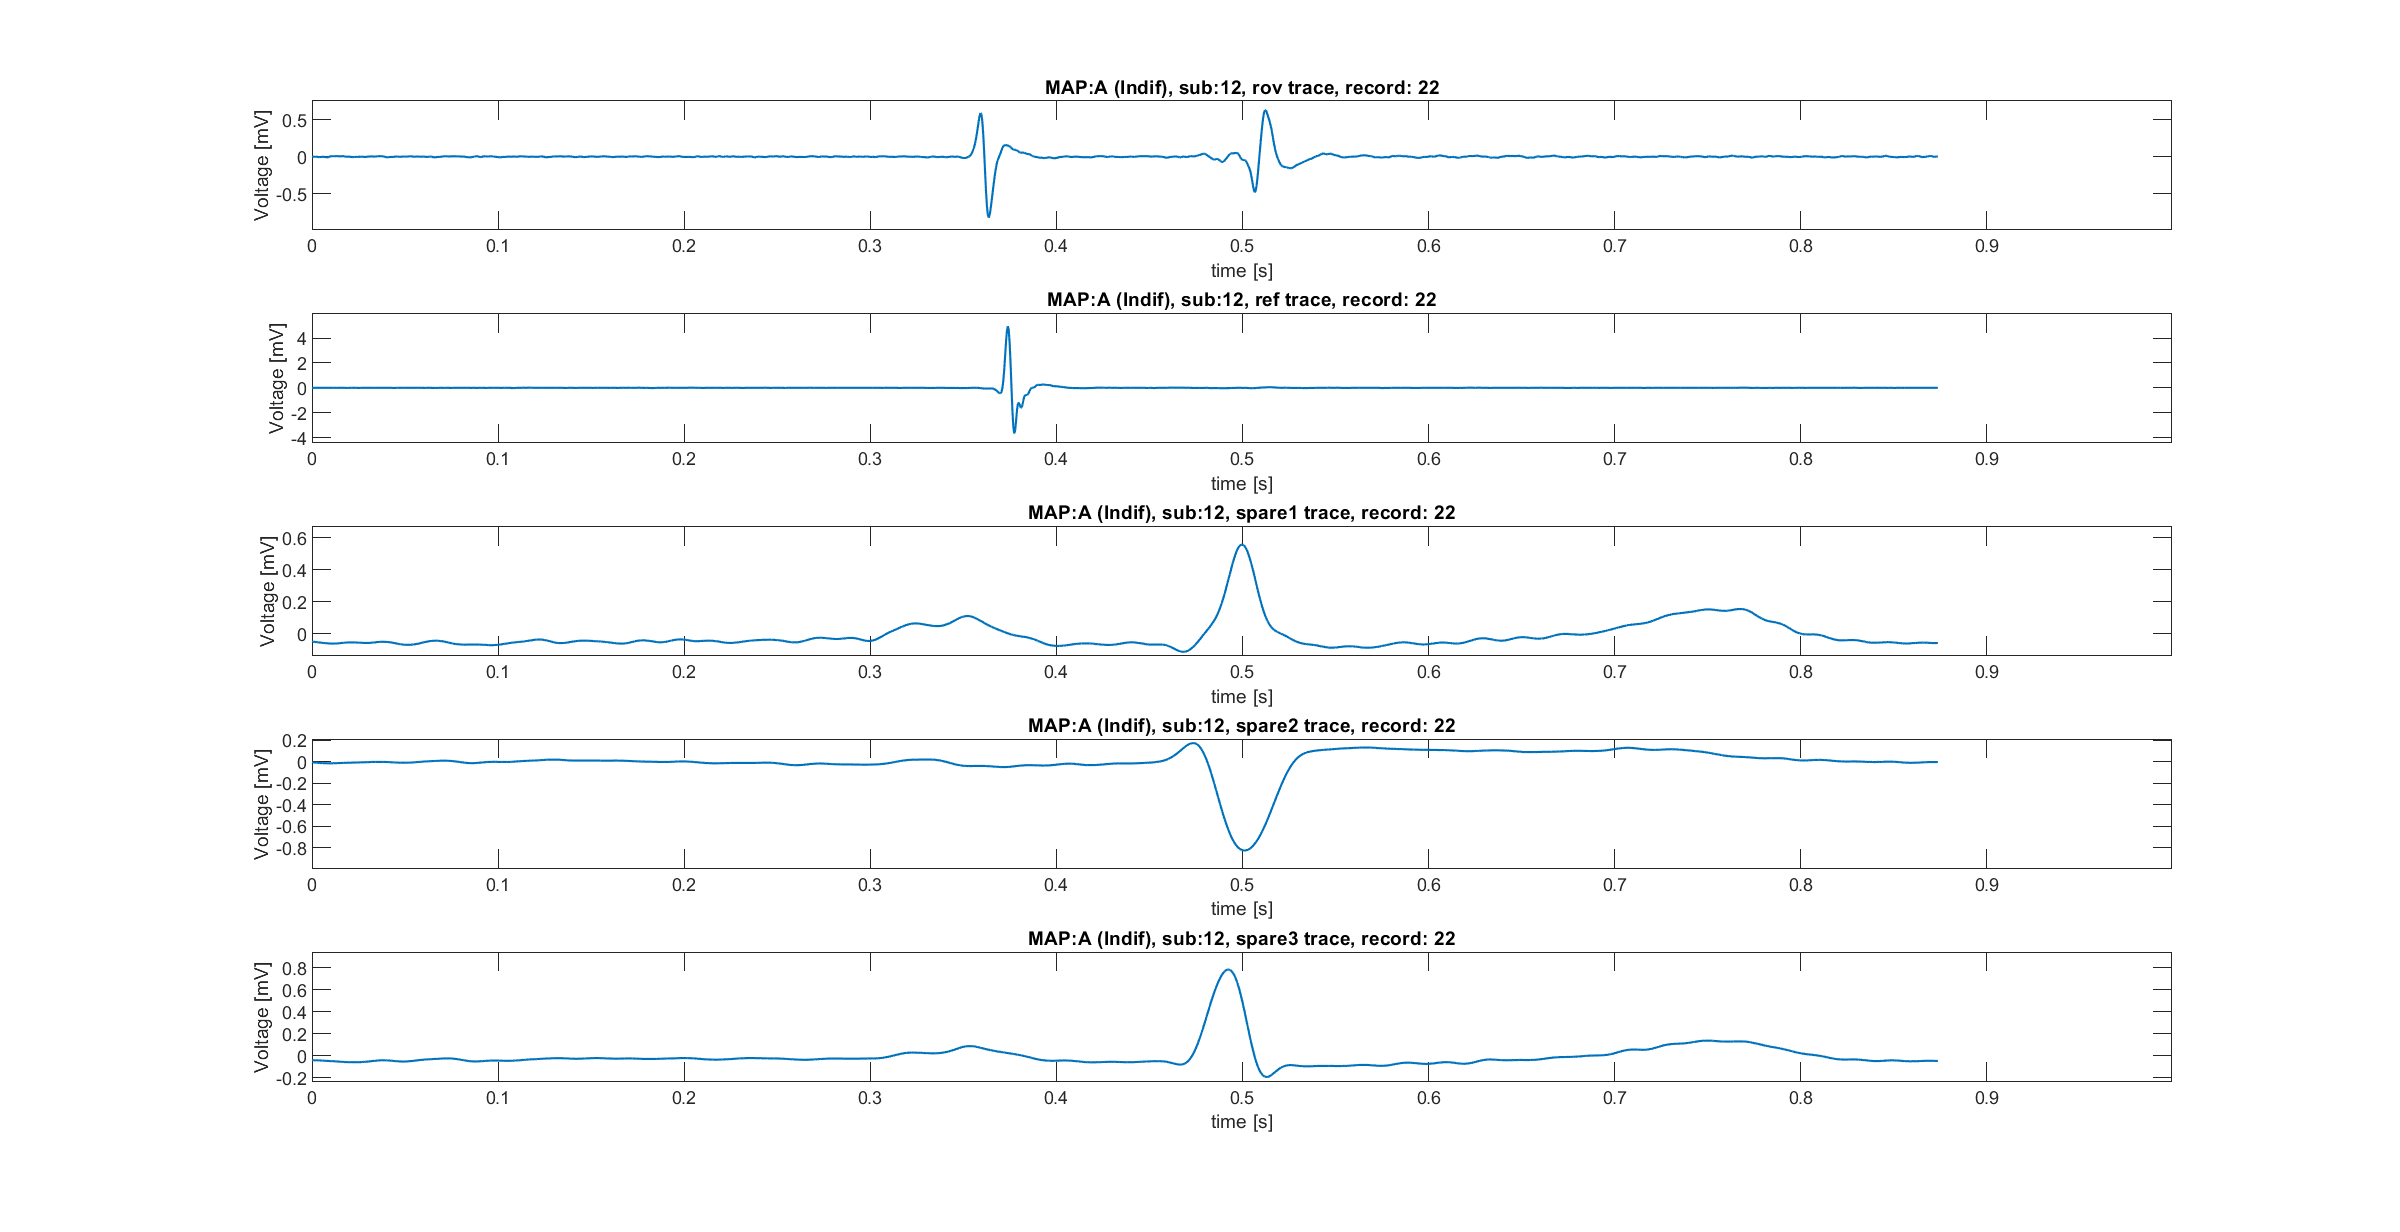 MAP:A (Indif), sub:12, rov trace, record: 22
Voltage [mV]
0.5
0
-0.5
0 0.1 0.2 0.3 0.4 0.5 0.6 0.7 0.8 0.9
time [s]
MAP:A (Indif), sub:12, ref trace, record: 22
Voltage [mV]
4
2
0
-2
-4
0 0.1 0.2 0.3 0.4 0.5 0.6 0.7 0.8 0.9
time [s]
MAP:A (Indif), sub:12, spare1 trace, record: 22
Voltage [mV]
0.6
0.4
0.2
0
0 0.1 0.2 0.3 0.4 0.5 0.6 0.7 0.8 0.9
time [s]
MAP:A (Indif), sub:12, spare2 trace, record: 22
Voltage [mV]
0.2
0
-0.2
-0.4
-0.6
-0.8
0 0.1 0.2 0.3 0.4 0.5 0.6 0.7 0.8 0.9
time [s]
MAP:A (Indif), sub:12, spare3 trace, record: 22
Voltage [mV]
0.8
0.6
0.4
0.2
0
-0.2
0 0.1 0.2 0.3 0.4 0.5 0.6 0.7 0.8 0.9
time [s]